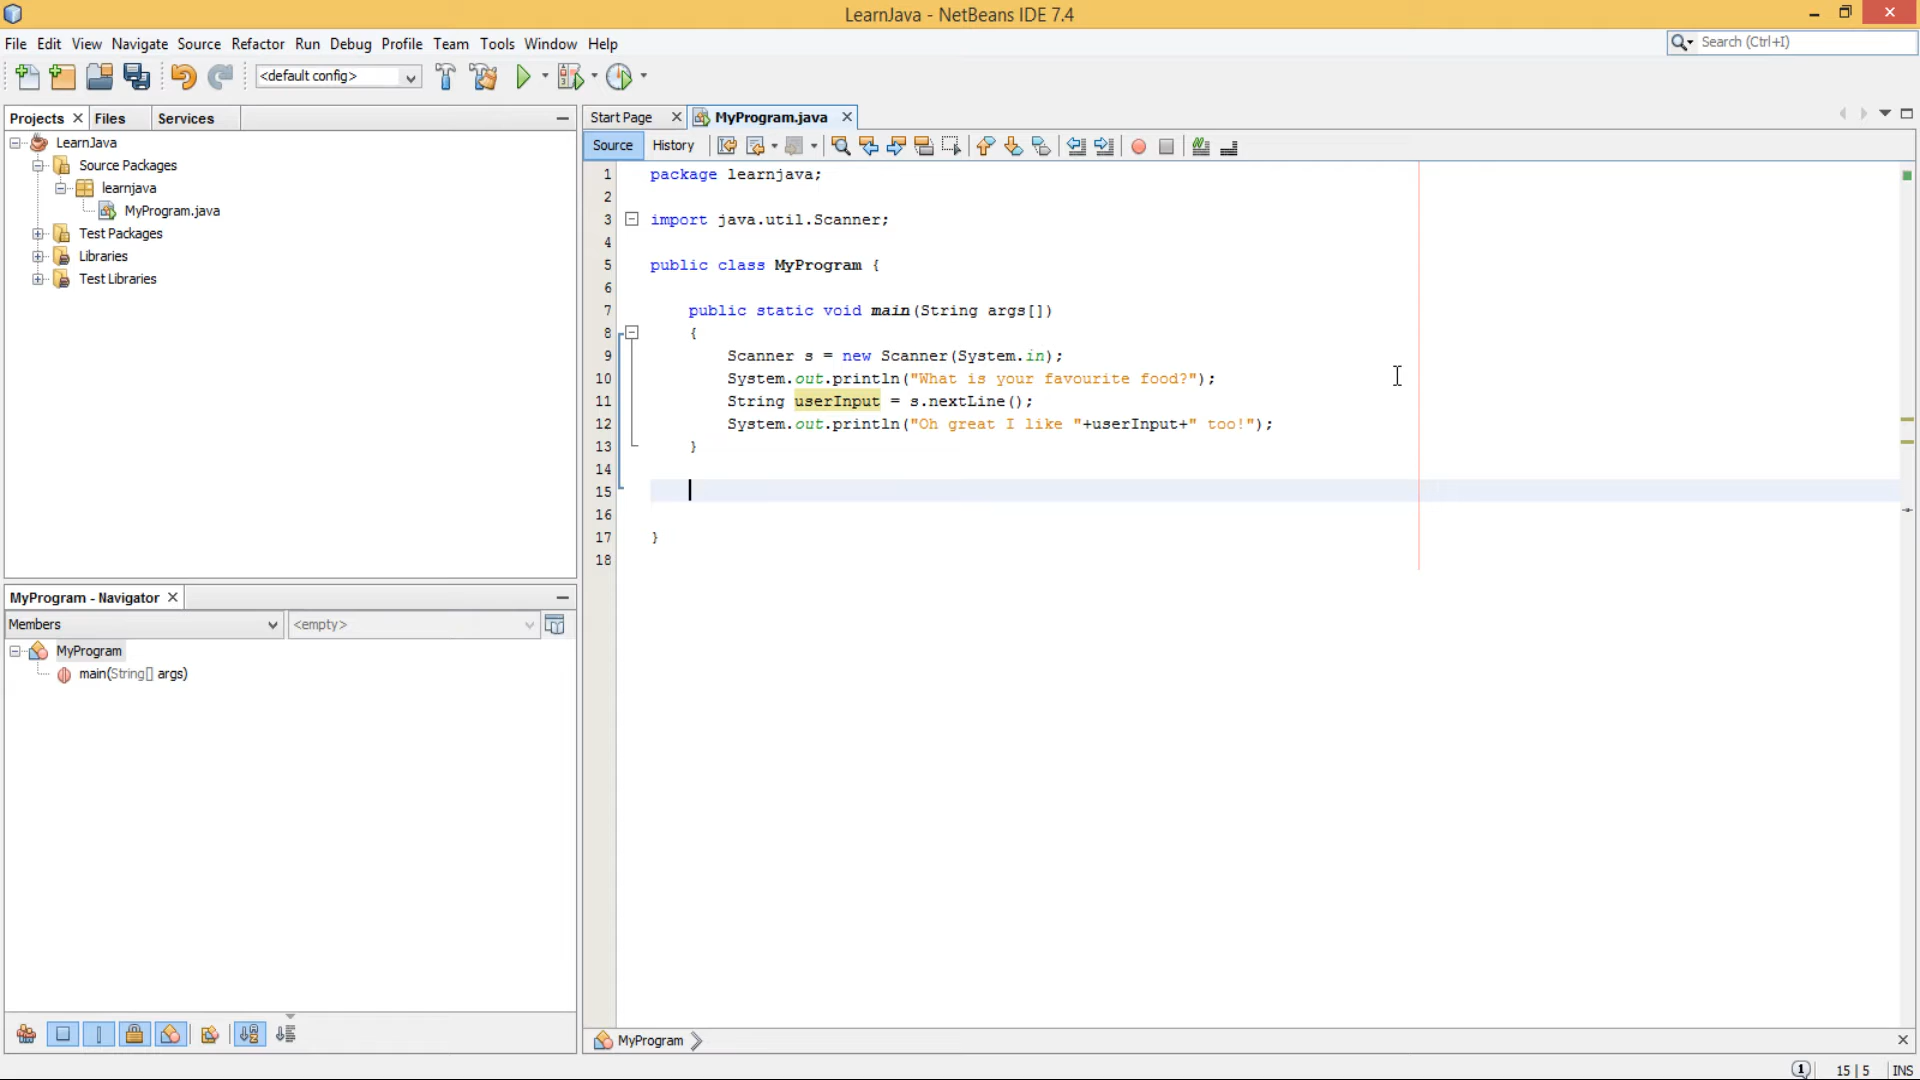 LearnJava - NetBeans IDE 7.4
File Edit View Navigate Source Refactor Run Debug Profile Team Tools Window Help
Search (Ctrl+I)
<default config>
Projects Files Services
LearnJava
Source Packages
learnjava
MyProgram.java
Test Packages
Libraries
Test Libraries
MyProgram - Navigator
Members <empty>
MyProgram
main(String[] args)
Start Page MyProgram.java
Source History
1 package learnjava;
2
3 import java.util.Scanner;
4
5 public class MyProgram {
6
7 public static void main(String args[])
8 {
9 Scanner s = new Scanner(System.in);
10 System.out.println("What is your favourite food?");
11 String userInput = s.nextLine();
12 System.out.println("Oh great I like "+userInput+" too!");
13 }
14
15
16
17 }
18
MyProgram
1 15 | 5 INS